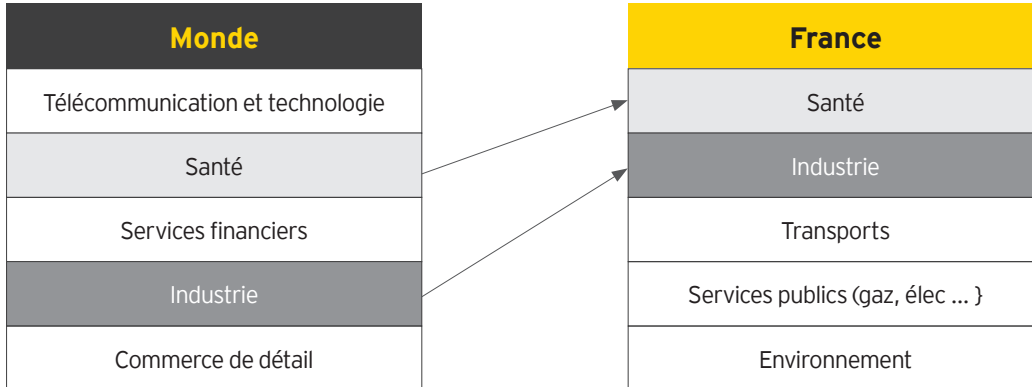 Monde
Télécommunication et technologie
Santé
Services financiers
Industrie
Commerce de détail
France
Santé
Industrie
Transports
Services publics (gaz, élec ... }
Environnement